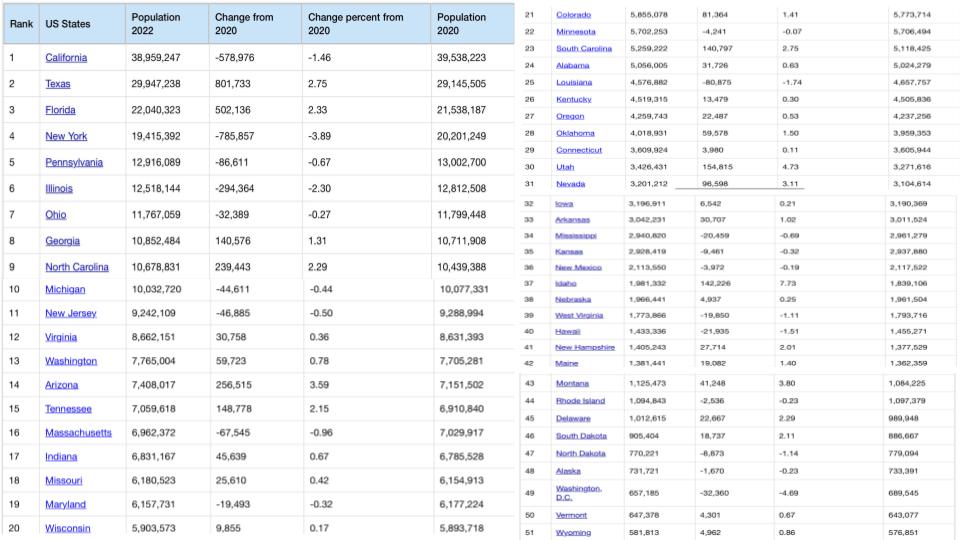 Rank US States Population 2022 Change from 2020 Change percent from 2020 Population 2020
1 California 38,959,247 -578,976 -1.46 39,538,223
2 Texas 29,947,238 801,733 2.75 29,145,505
3 Florida 22,040,323 502,136 2.33 21,538,187
4 New York 19,415,392 -785,857 -3.89 20,201,249
5 Pennsylvania 12,916,089 -86,611 -0.67 13,002,700
6 Illinois 12,518,144 -294,364 -2.30 12,812,508
7 Ohio 11,767,059 -32,389 -0.27 11,799,448
8 Georgia 10,852,484 140,576 1.31 10,711,908
9 North Carolina 10,678,831 239,443 2.29 10,439,388
10 Michigan 10,032,720 -44,611 -0.44 10,077,331
11 New Jersey 9,242,109 -46,885 -0.50 9,288,994
12 Virginia 8,662,151 30,758 0.36 8,631,393
13 Washington 7,765,004 59,723 0.78 7,705,281
14 Arizona 7,408,017 256,515 3.59 7,151,502
15 Tennessee 7,059,618 148,778 2.15 6,910,840
16 Massachusetts 6,962,372 -67,545 -0.96 7,029,917
17 Indiana 6,831,167 45,639 0.67 6,785,528
18 Missouri 6,180,523 25,610 0.42 6,154,913
19 Maryland 6,157,731 -19,493 -0.32 6,177,224
20 Wisconsin 5,903,573 9,855 0.17 5,893,718
21 Colorado 5,855,078 81,364 1.41 5,773,714
22 Minnesota 5,702,253 -4,241 -0.07 5,706,494
23 South Carolina 5,259,222 140,797 2.75 5,118,425
24 Alabama 5,056,005 31,726 0.63 5,024,279
25 Louisiana 4,576,882 -80,875 -1.74 4,657,757
26 Kentucky 4,519,315 13,479 0.30 4,505,836
27 Oregon 4,259,743 22,487 0.53 4,237,256
28 Oklahoma 4,018,931 59,578 1.50 3,959,353
29 Connecticut 3,609,924 3,980 0.11 3,605,944
30 Utah 3,426,431 154,815 4.73 3,271,616
31 Nevada 3,201,212 96,598 3.11 3,104,614
32 Iowa 3,196,911 6,542 0.21 3,190,369
33 Arkansas 3,042,231 30,707 1.02 3,011,524
34 Mississippi 2,940,820 -20,459 -0.69 2,961,279
35 Kansas 2,928,419 -9,461 -0.32 2,937,880
36 New Mexico 2,113,550 -3,972 -0.19 2,117,522
37 Idaho 1,981,332 142,226 7.73 1,839,106
38 Nebraska 1,966,441 4,937 0.25 1,961,504
39 West Virginia 1,773,866 -19,850 -1.11 1,793,716
40 Hawaii 1,433,336 -21,935 -1.51 1,455,271
41 New Hampshire 1,405,243 27,714 2.01 1,377,529
42 Maine 1,381,441 19,082 1.40 1,362,359
43 Montana 1,125,473 41,248 3.80 1,084,225
44 Rhode Island 1,094,843 -2,536 -0.23 1,097,379
45 Delaware 1,012,615 22,667 2.29 989,948
46 South Dakota 905,404 18,737 2.11 886,667
47 North Dakota 770,221 -8,873 -1.14 779,094
48 Alaska 731,721 -1,670 -0.23 733,391
49 Washington, D.C. 657,185 -32,360 -4.69 689,545
50 Vermont 647,378 4,301 0.67 643,077
51 Wyoming 581,813 4,962 0.86 576,851